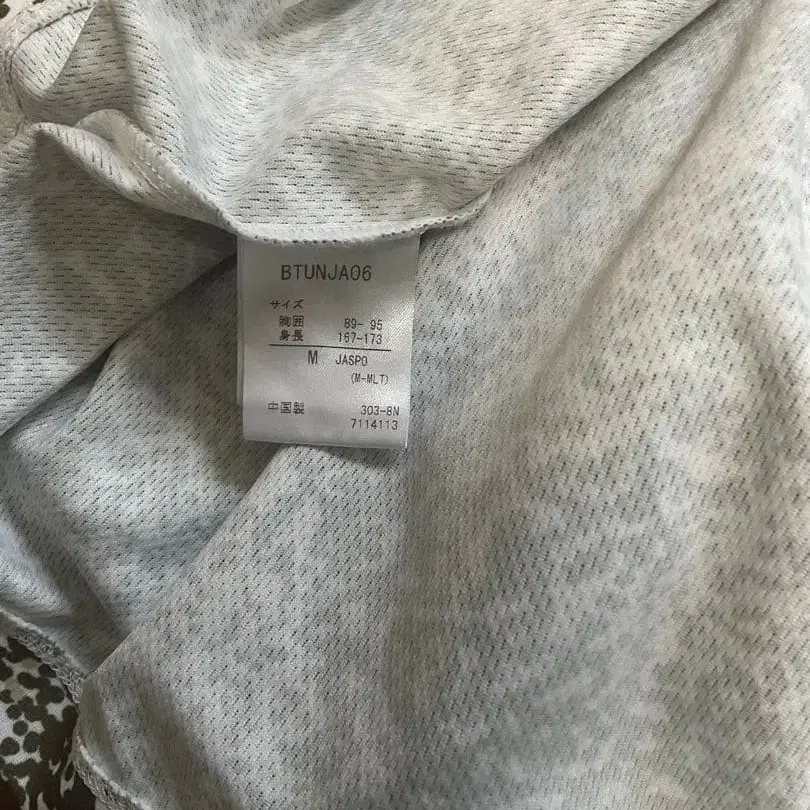 BTUNJA06
サイズ
胸囲 89- 95
身長 167-173
M JASPO
(M-MLT)
中国製 303-8N
7114113